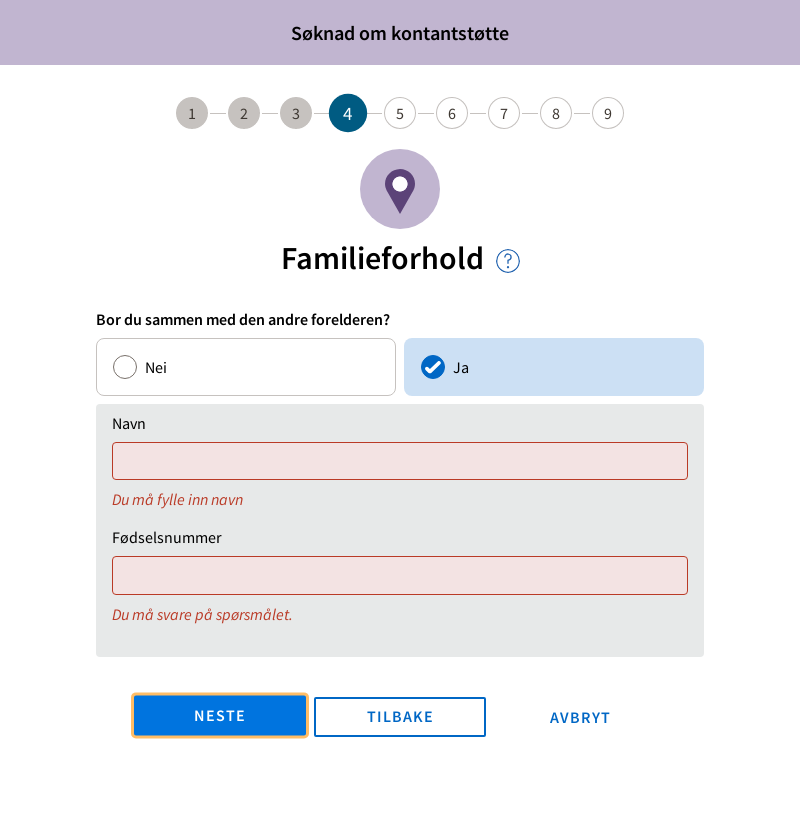 Søknad om kontantstøtte
1 2 3 4 5 6 7 8 9
Familieforhold ?
Bor du sammen med den andre forelderen?
Nei Ja
Navn
Du må fylle inn navn
Fødselsnummer
Du må svare på spørsmålet.
NESTE TILBAKE AVBRYT